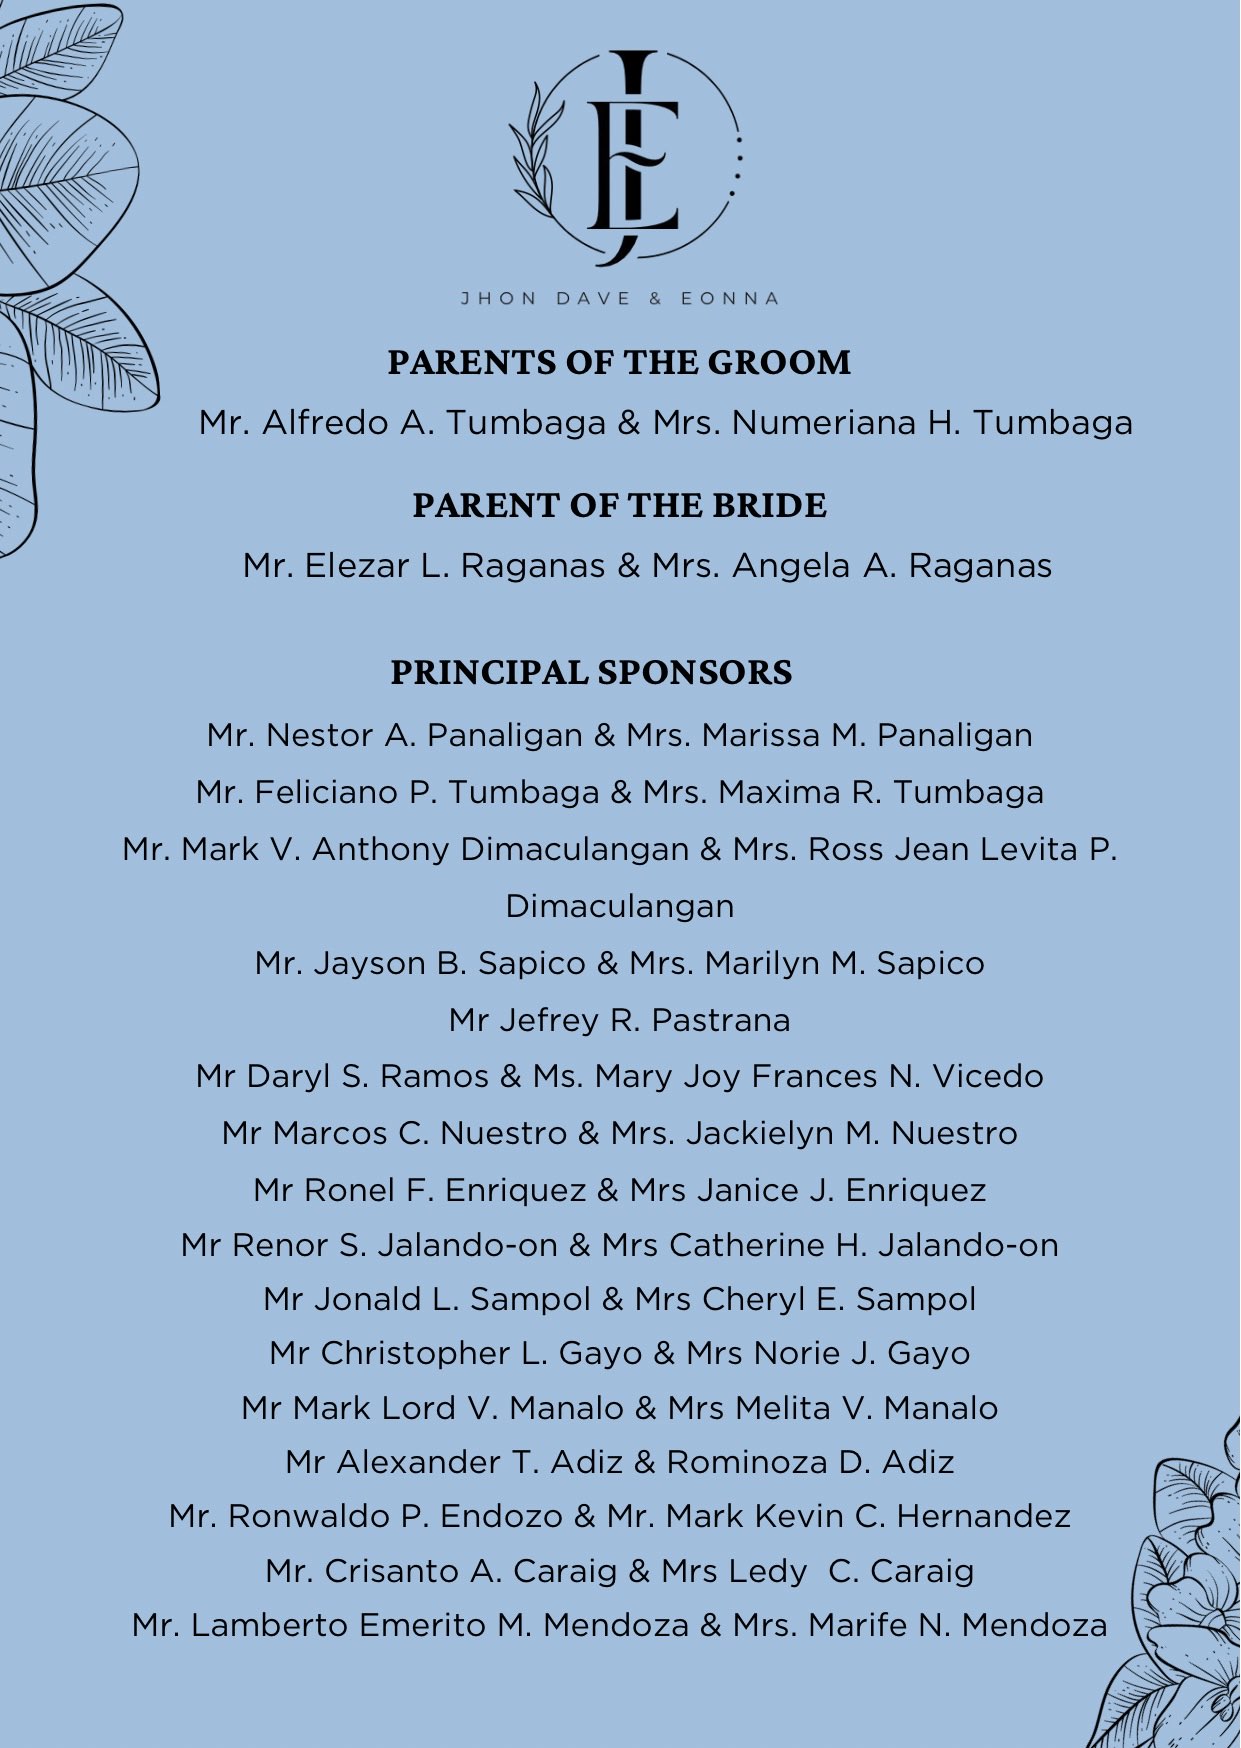 JE
JHON DAVE & EONNA
PARENTS OF THE GROOM
Mr. Alfredo A. Tumbaga & Mrs. Numeriana H. Tumbaga
PARENT OF THE BRIDE
Mr. Elezar L. Raganas & Mrs. Angela A. Raganas
PRINCIPAL SPONSORS
Mr. Nestor A. Panaligan & Mrs. Marissa M. Panaligan
Mr. Feliciano P. Tumbaga & Mrs. Maxima R. Tumbaga
Mr. Mark V. Anthony Dimaculangan & Mrs. Ross Jean Levita P.
Dimaculangan
Mr. Jayson B. Sapico & Mrs. Marilyn M. Sapico
Mr Jefrey R. Pastrana
Mr Daryl S. Ramos & Ms. Mary Joy Frances N. Vicedo
Mr Marcos C. Nuestro & Mrs. Jackielyn M. Nuestro
Mr Ronel F. Enriquez & Mrs Janice J. Enriquez
Mr Renor S. Jalando-on & Mrs Catherine H. Jalando-on
Mr Jonald L. Sampol & Mrs Cheryl E. Sampol
Mr Christopher L. Gayo & Mrs Norie J. Gayo
Mr Mark Lord V. Manalo & Mrs Melita V. Manalo
Mr Alexander T. Adiz & Rominoza D. Adiz
Mr. Ronwaldo P. Endozo & Mr. Mark Kevin C. Hernandez
Mr. Crisanto A. Caraig & Mrs Ledy  C. Caraig
Mr. Lamberto Emerito M. Mendoza & Mrs. Marife N. Mendoza